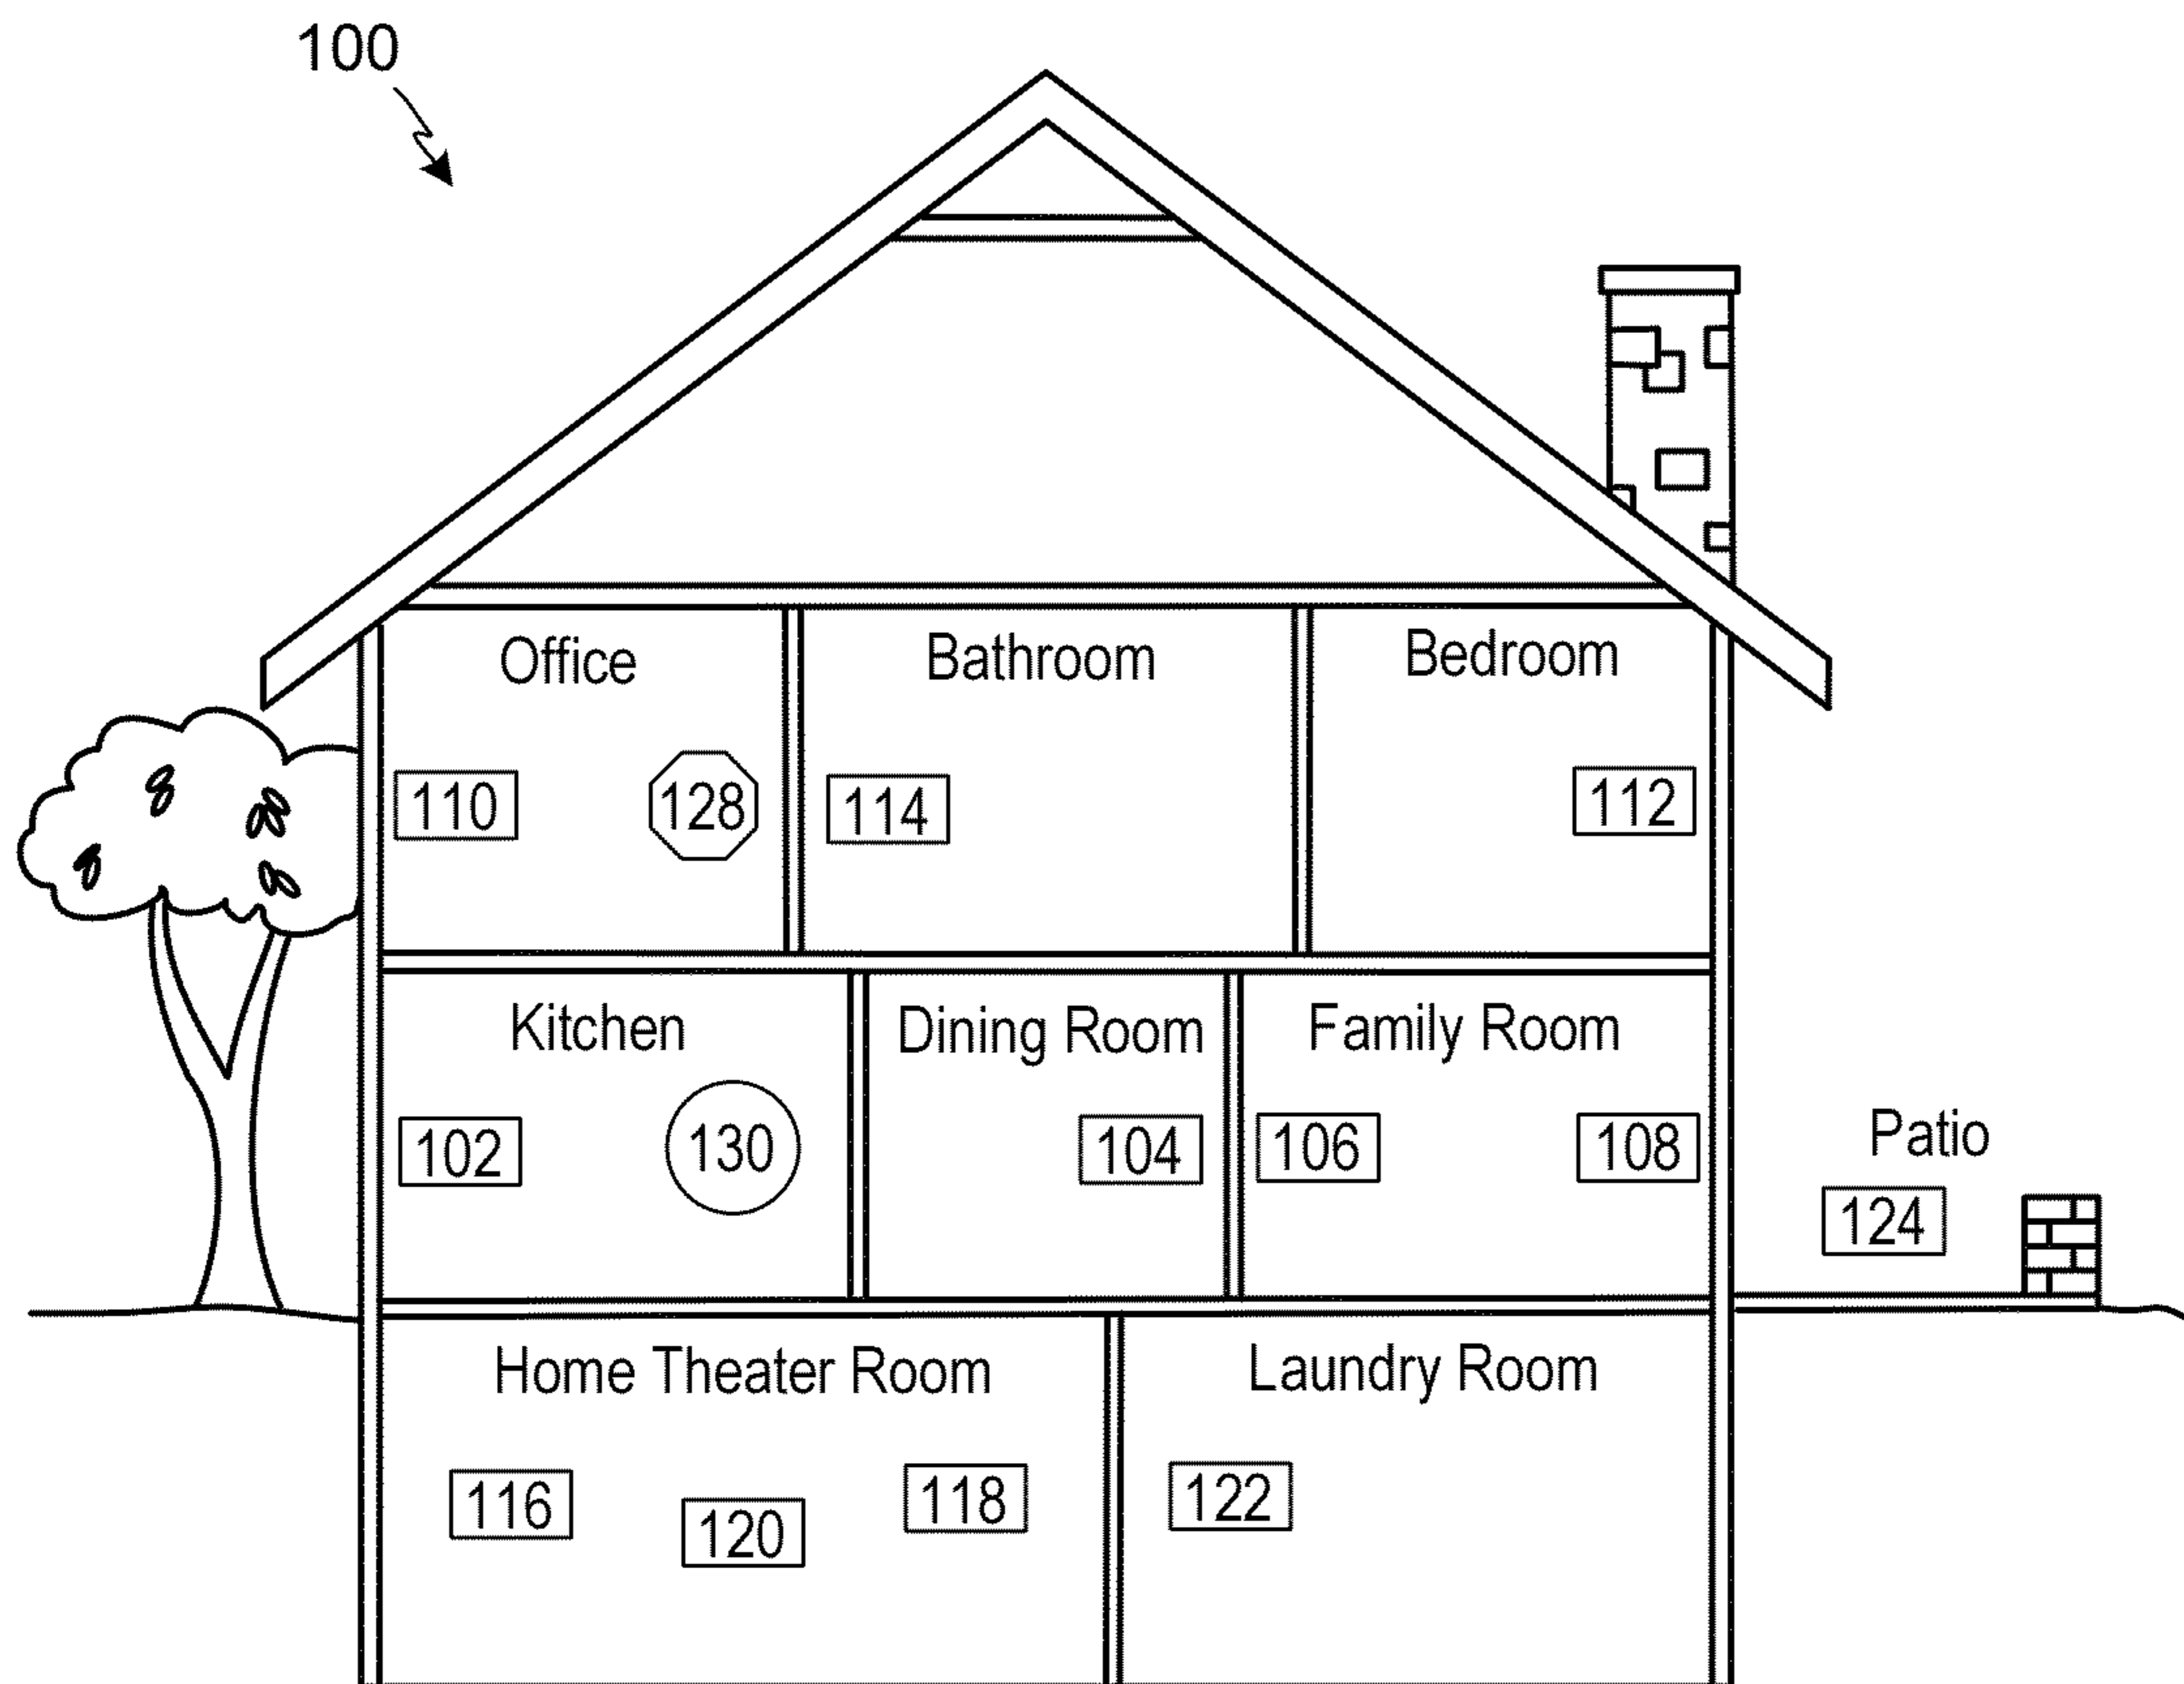 100
Office
Bathroom
Bedroom
110
128
114
112
Kitchen
Dining Room
Family Room
102
130
104
106
108
Patio
124
Home Theater Room
Laundry Room
116
120
118
122